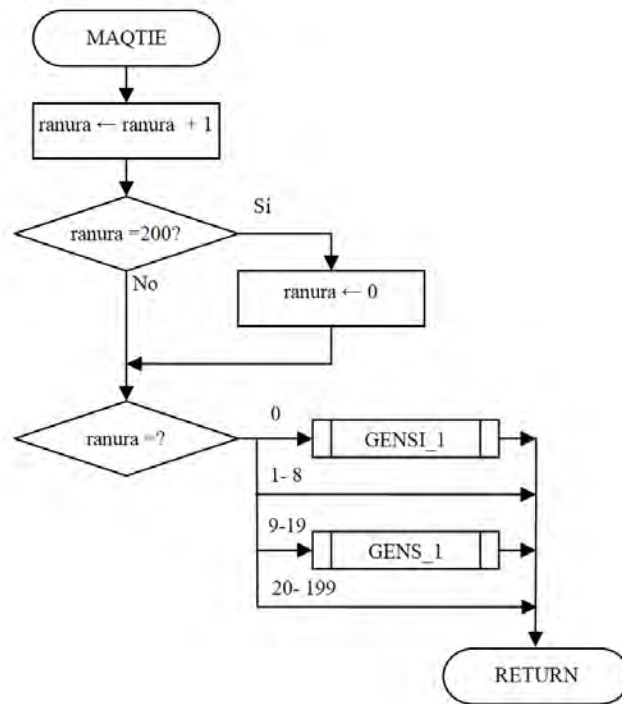 MAQTIE
ranura ← ranura + 1
ranura =200?
Sí
No
ranura ← 0
ranura =?
0
GENSI_1
1- 8
9-19
GENS_1
20- 199
RETURN